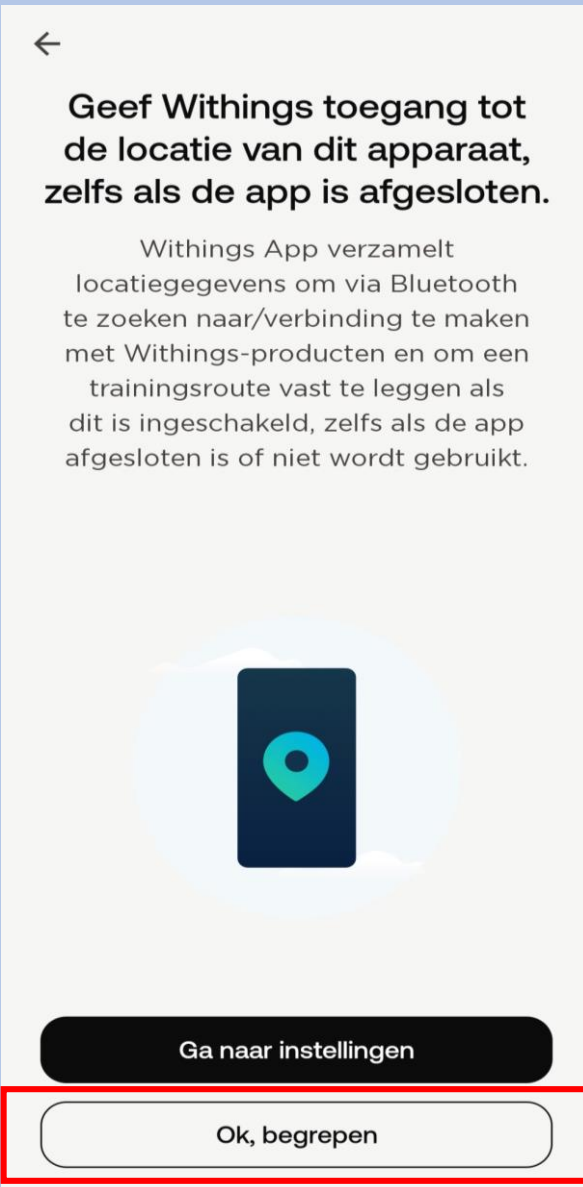 Geef Withings toegang tot
de locatie van dit apparaat,
zelfs als de app is afgesloten.
Withings App verzamelt
locatiegegevens om via Bluetooth
te zoeken naar/verbinding te maken
met Withings-producten en om een
trainingsroute vast te leggen als
dit is ingeschakeld, zelfs als de app
afgesloten is of niet wordt gebruikt.
Ga naar instellingen
Ok, begrepen